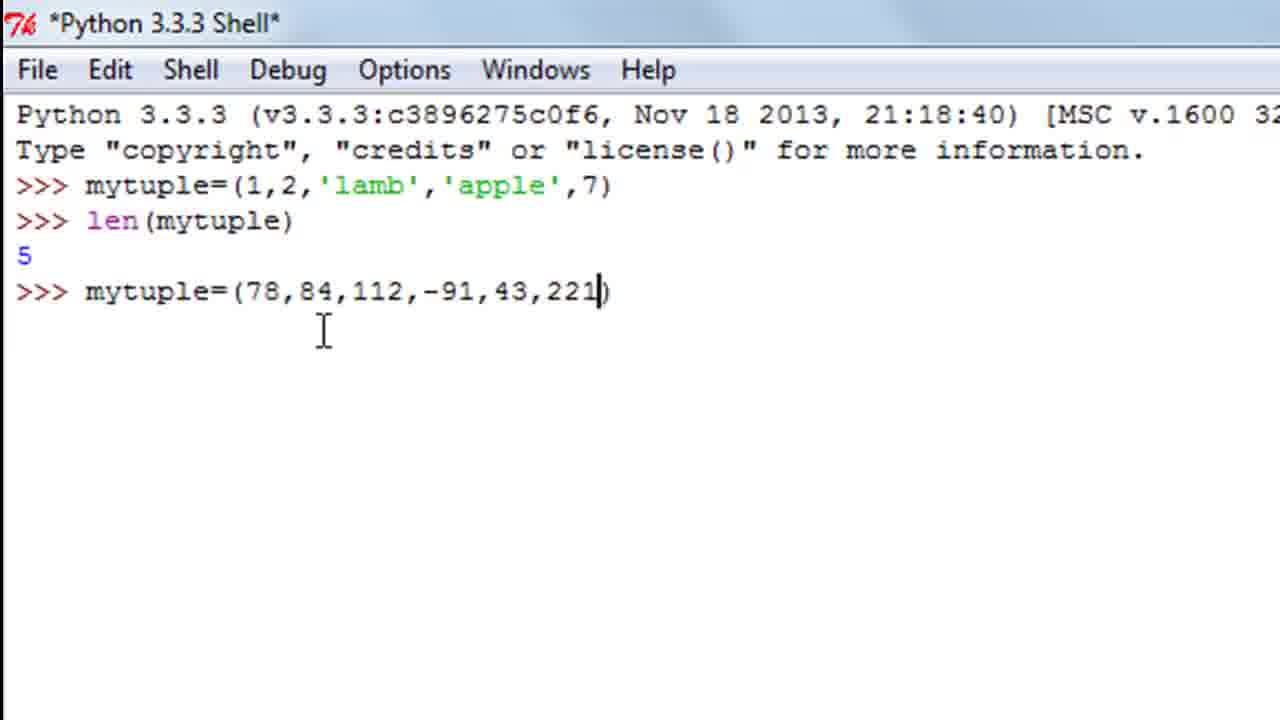 *Python 3.3.3 Shell*
File Edit Shell Debug Options Windows Help
Python 3.3.3 (v3.3.3:c3896275c0f6, Nov 18 2013, 21:18:40) [MSC v.1600 32
Type "copyright", "credits" or "license()" for more information.
>>> mytuple=(1,2,'lamb','apple',7)
>>> len(mytuple)
5
>>> mytuple=(78,84,112,-91,43,221)